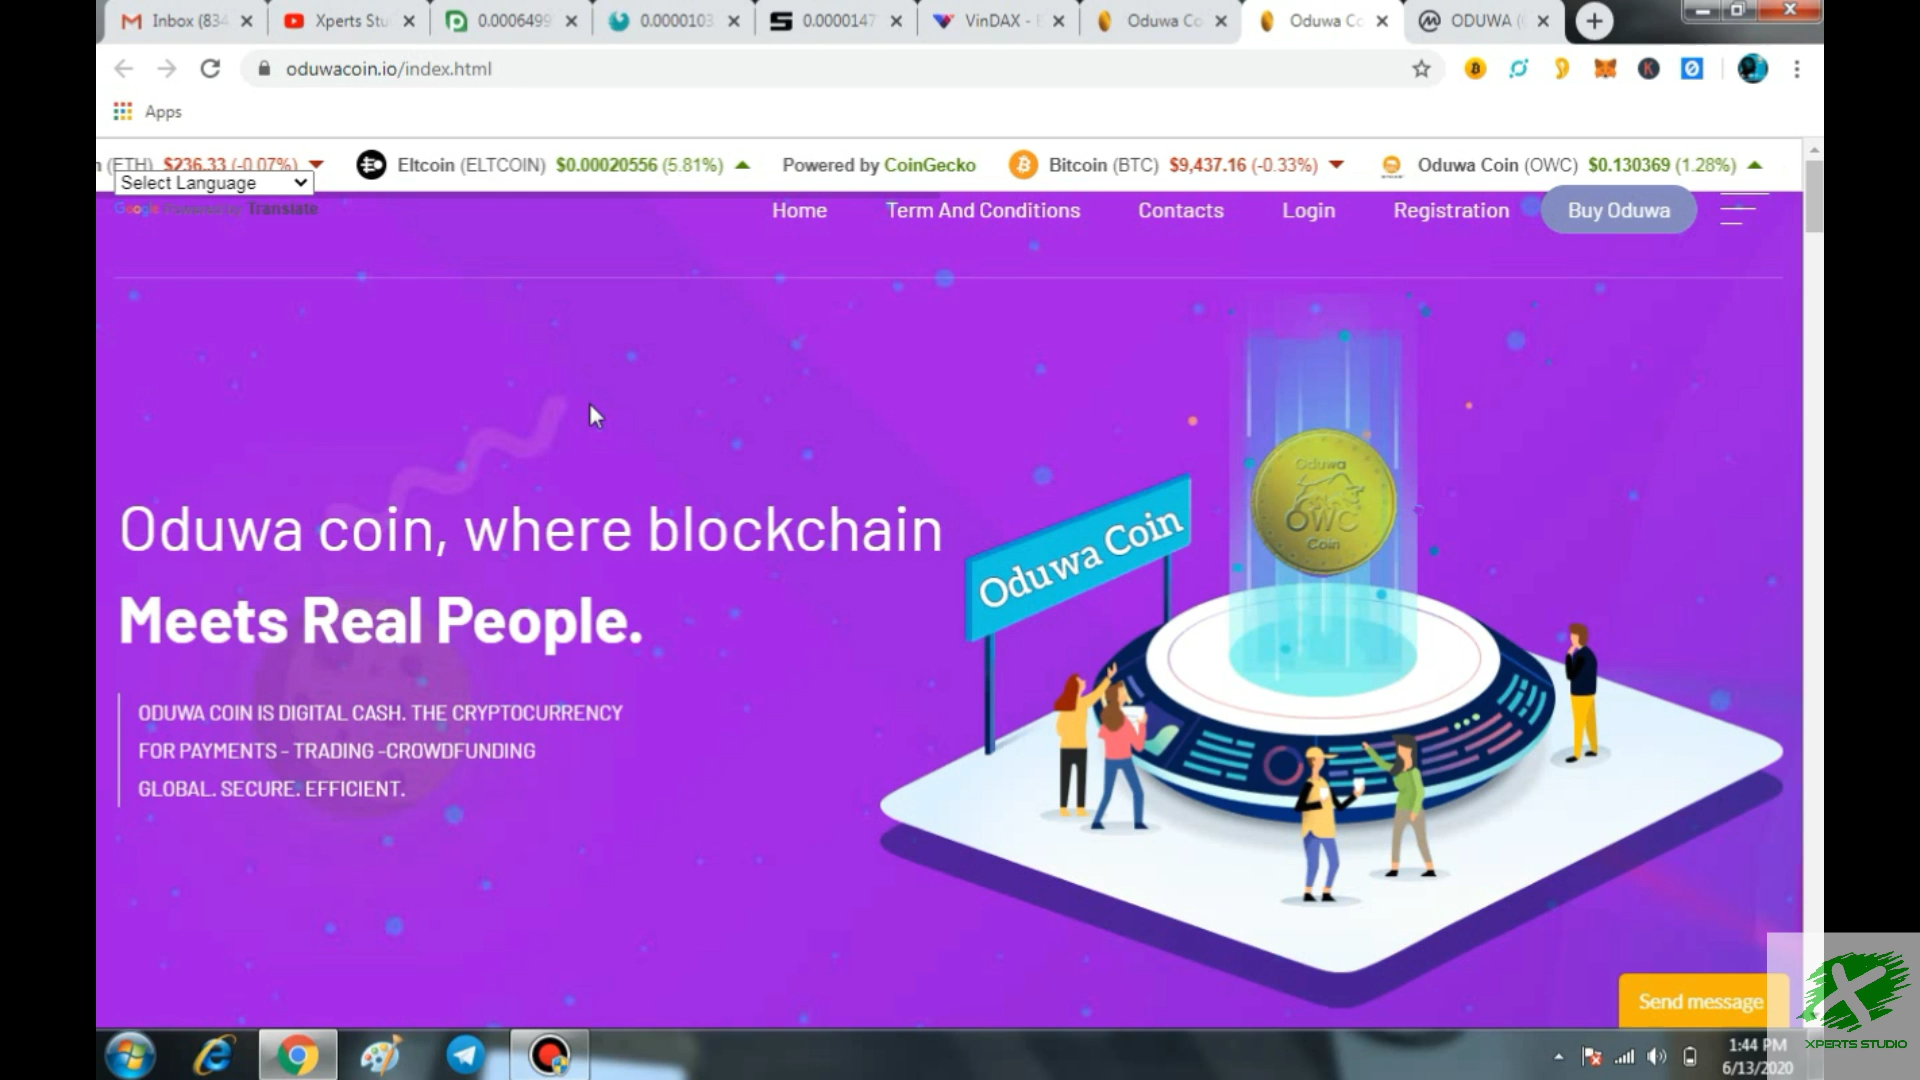 Inbox (834
Xperts Stu
0.0006499
0.0000103
0.0000147
VinDAX -
Oduwa Co
Oduwa Co
ODUWA (
oduwacoin.io/index.html
Apps
(ETH) $236.33 (-0.07%)
Eltcoin (ELTCOIN) $0.00020556 (5.81%)
Powered by CoinGecko
Bitcoin (BTC) $9,437.16 (-0.33%)
Oduwa Coin (OWC) $0.130369 (1.28%)
Select Language
Google Powered by Translate
Home
Term And Conditions
Contacts
Login
Registration
Buy Oduwa
Oduwa coin, where blockchain
Meets Real People.
ODUWA COIN IS DIGITAL CASH. THE CRYPTOCURRENCY
FOR PAYMENTS - TRADING -CROWDFUNDING
GLOBAL. SECURE. EFFICIENT.
Oduwa Coin
Oduwa
OWC
Coin
Send message
XPERTS STUDIO
1:44 PM
6/13/2020